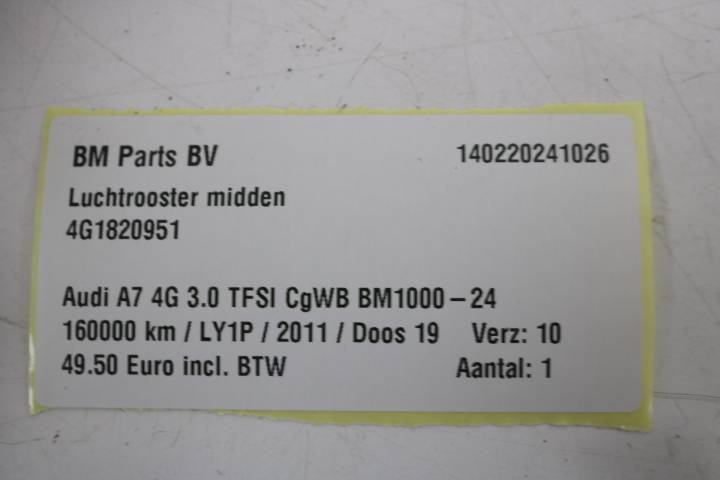 BM Parts BV 140220241026
Luchtrooster midden
4G1820951
Audi A7 4G 3.0 TFSI CgWB BM1000-24
160000 km / LY1P / 2011 / Doos 19 Verz: 10
49.50 Euro incl. BTW Aantal: 1